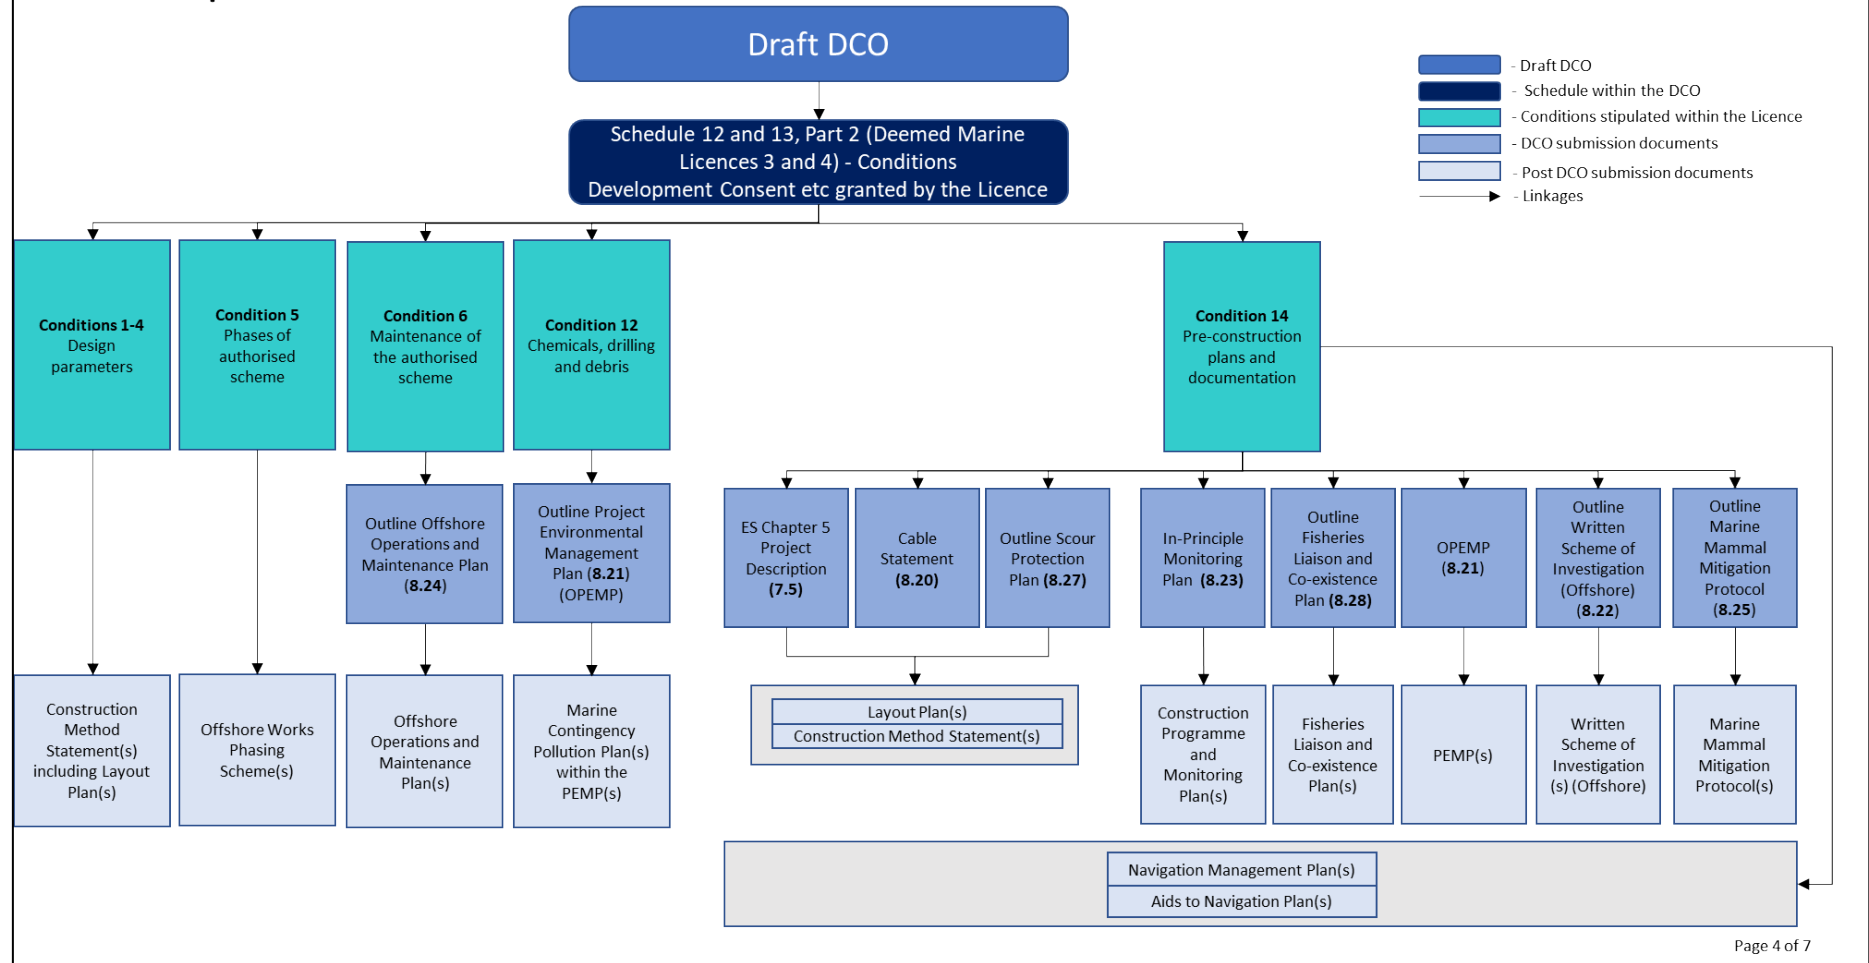 Draft DCO
- Draft DCO
- Schedule within the DCO
- Conditions stipulated within the Licence
- DCO submission documents
- Post DCO submission documents
- Linkages
Schedule 12 and 13, Part 2 (Deemed Marine
Licences 3 and 4) - Conditions
Development Consent etc granted by the Licence
Conditions 1-4
Design
parameters
Condition 5
Phases of
authorised
scheme
Condition 6
Maintenance of
the authorised
scheme
Condition 12
Chemicals, drilling
and debris
Condition 14
Pre-construction
plans and
documentation
Outline Offshore
Operations and
Maintenance Plan
(8.24)
Outline Project
Environmental
Management
Plan (8.21)
(OPEMP)
ES Chapter 5
Project
Description
(7.5)
Cable
Statement
(8.20)
Outline Scour
Protection
Plan (8.27)
In-Principle
Monitoring
Plan (8.23)
Outline
Fisheries
Liaison and
Co-existence
Plan (8.28)
OPEMP
(8.21)
Outline
Written
Scheme of
Investigation
(Offshore)
(8.22)
Outline
Marine
Mammal
Mitigation
Protocol
(8.25)
Construction
Method
Statement(s)
including Layout
Plan(s)
Offshore Works
Phasing
Scheme(s)
Offshore
Operations and
Maintenance
Plan(s)
Marine
Contingency
Pollution Plan(s)
within the
PEMP(s)
Layout Plan(s)
Construction Method Statement(s)
Construction
Programme
and
Monitoring
Plan(s)
Fisheries
Liaison and
Co-existence
Plan(s)
PEMP(s)
Written
Scheme of
Investigation
(s) (Offshore)
Marine
Mammal
Mitigation
Protocol(s)
Navigation Management Plan(s)
Aids to Navigation Plan(s)
Page 4 of 7